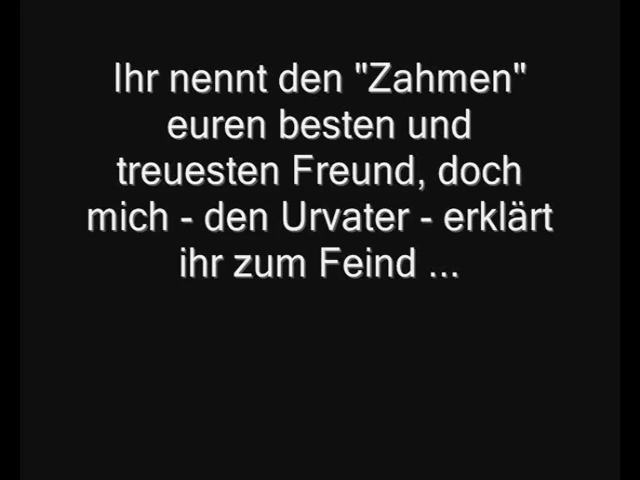 Ihr nennt den "Zahmen"
euren besten und
treuesten Freund, doch
mich - den Urvater - erklärt
ihr zum Feind ...